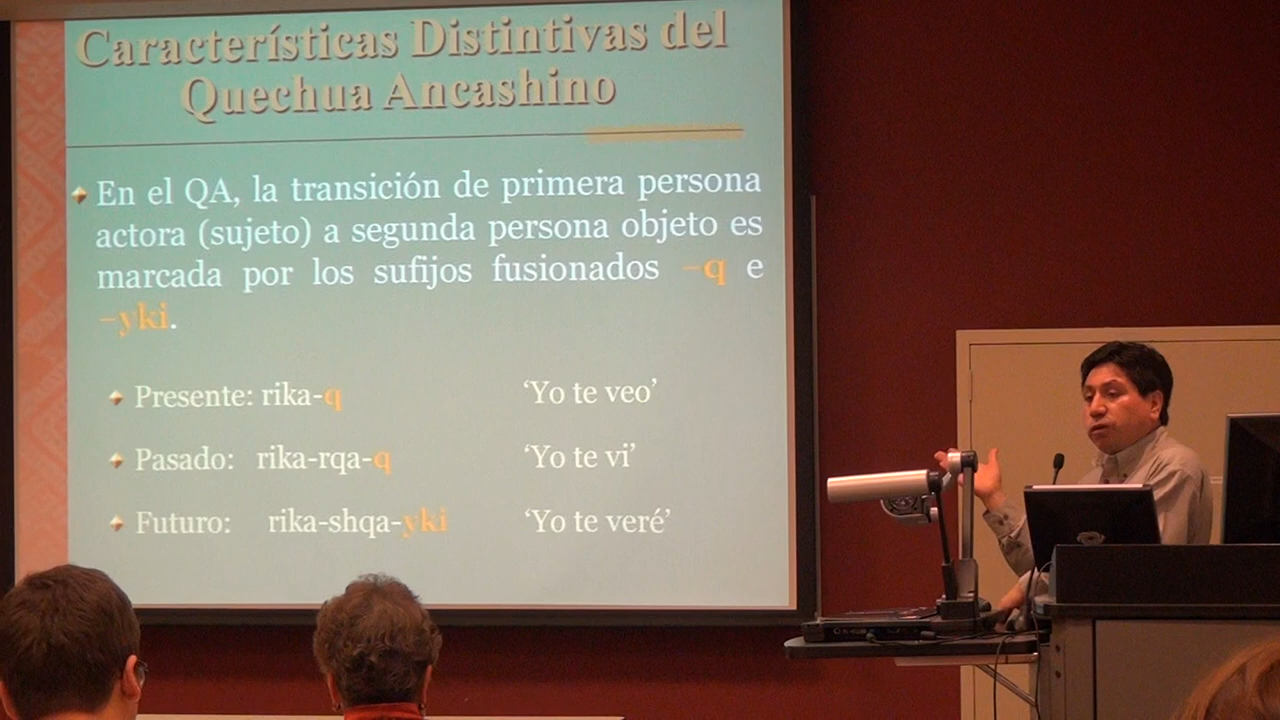 Características Distintivas del
Quechua Ancashino
En el QA, la transición de primera persona
actora (sujeto) a segunda persona objeto es
marcada por los sufijos fusionados –q e
–yki.
Presente: rika-q ‘Yo te veo’
Pasado: rika-rqa-q ‘Yo te vi’
Futuro: rika-shqa-yki ‘Yo te veré’